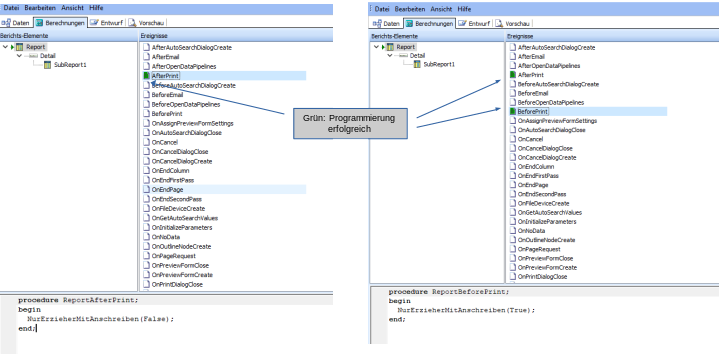 Datei Bearbeiten Ansicht Hilfe
Daten Berechnungen Entwurf Vorschau
Berichts-Elemente
Report
Detail
SubReport1
Ereignisse
AfterAutoSearchDialogCreate
AfterEmail
AfterOpenDataPipelines
AfterPrint
BeforeAutoSearchDialogCreate
BeforeEmail
BeforeOpenDataPipelines
BeforePrint
OnAssignPreviewFormSettings
OnAutoSearchDialogClose
OnCancel
OnCancelDialogClose
OnCancelDialogCreate
OnEndColumn
OnEndFirstPass
OnEndPage
OnEndSecondPass
OnFileDeviceCreate
OnGetAutoSearchValues
OnInitializeParameters
OnNoData
OnOutlineNodeCreate
OnPageRequest
OnPreviewFormClose
OnPreviewFormCreate
OnPrintDialogClose
procedure ReportAfterPrint;
begin
NurErzieherMitAnschreiben(False);
end;
Grün: Programmierung
erfolgreich
Datei Bearbeiten Ansicht Hilfe
Daten Berechnungen Entwurf Vorschau
Berichts-Elemente
Report
Detail
SubReport1
Ereignisse
AfterAutoSearchDialogCreate
AfterEmail
AfterOpenDataPipelines
AfterPrint
BeforeAutoSearchDialogCreate
BeforeEmail
BeforeOpenDataPipelines
BeforePrint
OnAssignPreviewFormSettings
OnAutoSearchDialogClose
OnCancel
OnCancelDialogClose
OnCancelDialogCreate
OnEndColumn
OnEndFirstPass
OnEndPage
OnEndSecondPass
OnFileDeviceCreate
OnGetAutoSearchValues
OnInitializeParameters
OnNoData
OnOutlineNodeCreate
OnPageRequest
OnPreviewFormClose
OnPreviewFormCreate
OnPrintDialogClose
procedure ReportBeforePrint;
begin
NurErzieherMitAnschreiben(True);
end;